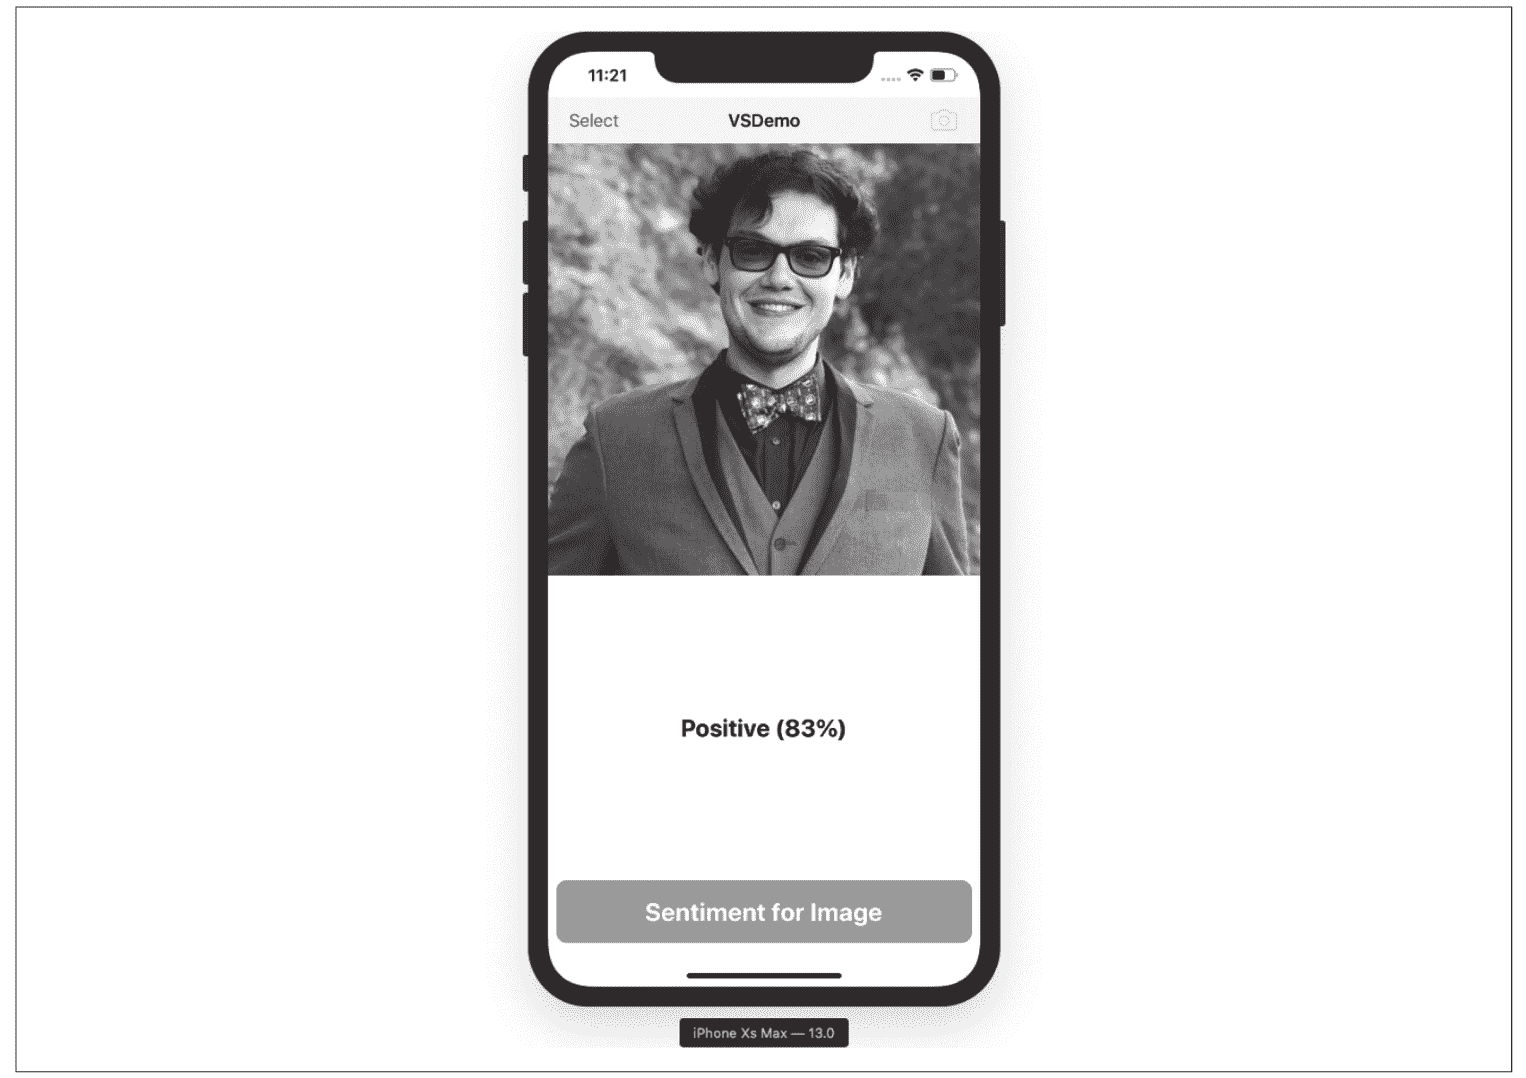 11:21
Select VSDemo
Positive (83%)
Sentiment for Image
iPhone Xs Max — 13.0